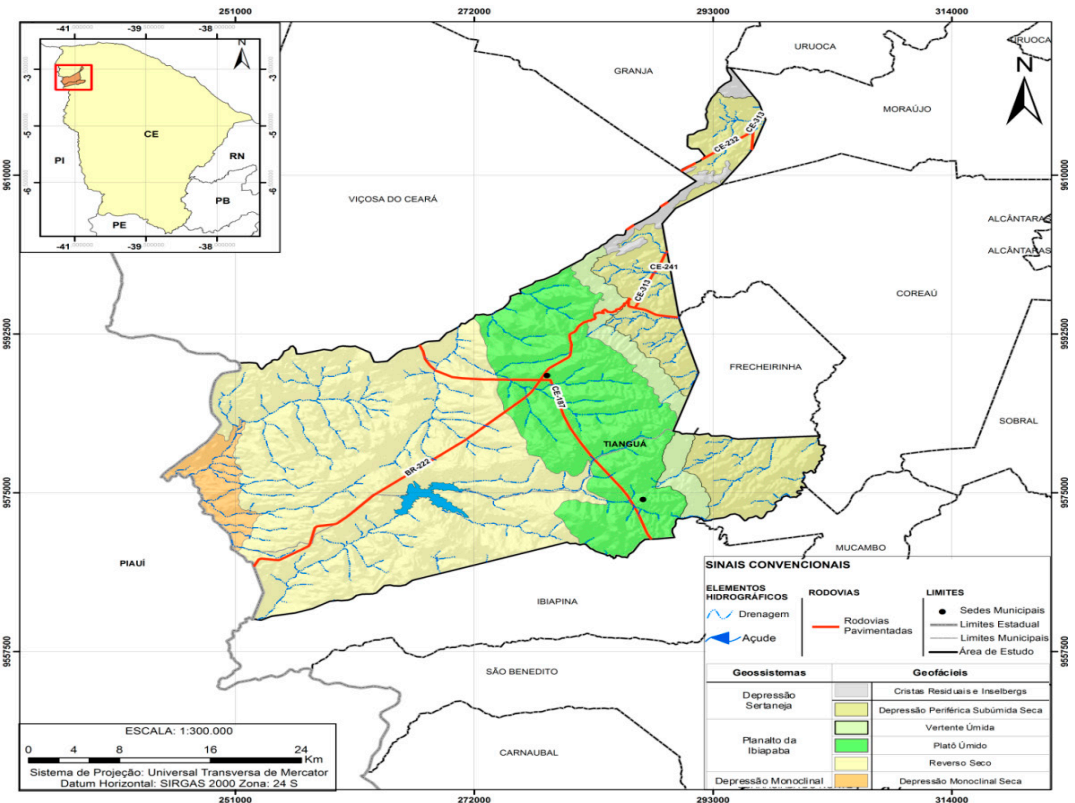 251000 272000 293000 314000
-41 -39 -38
N
-3
-5
-6
CE
PI
RN
PB
PE
-41 -39 -38
URUOCA
URUOCA
GRANJA
MORAÚJO
N
CE-313
CE-232
9610000
9610000
VIÇOSA DO CEARÁ
ALCÂNTARAS
ALCÂNTARAS
CE-241
CE-313
COREAÚ
9592500
9592500
FRECHEIRINHA
CE-187
SOBRAL
TIANGUÁ
BR-222
9575000
9575000
MUCAMBO
PIAUÍ
IBIAPINA
SÃO BENEDITO
9557500
9557500
CARNAUBAL
SINAIS CONVENCIONAIS
ELEMENTOS
HIDROGRÁFICOS
Drenagem
Açude
RODOVIAS
Rodovias
Pavimentadas
LIMITES
Sedes Municipais
Limites Estadual
Limites Municipais
Área de Estudo
Geossistemas Geofácieis
Depressão
Sertaneja
Cristas Residuais e Inselbergs
Depressão Periférica Subúmida Seca
Planalto da
Ibiapaba
Vertente Úmida
Platô Úmido
Reverso Seco
Depressão Monoclinal Depressão Monoclinal Seca
ESCALA: 1:300.000
0 4 8 16 24
Km
Sistema de Projeção: Universal Transversa de Mercator
Datum Horizontal: SIRGAS 2000 Zona: 24 S
251000 272000 293000 314000